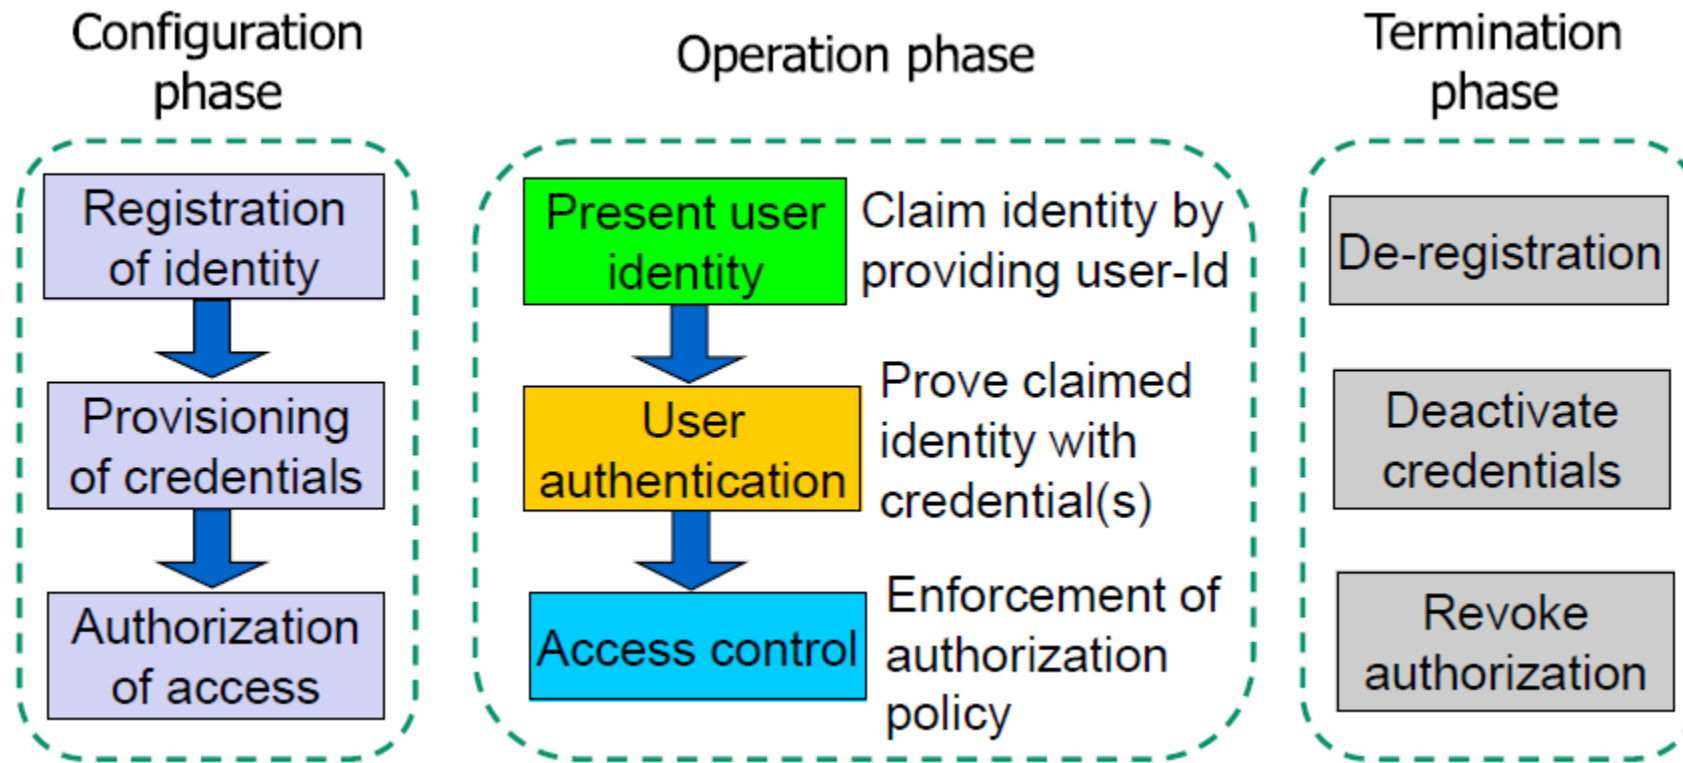 Configuration
phase
Registration
of identity
Provisioning
of credentials
Authorization
of access
Operation phase
Present user
identity
Claim identity by
providing user-Id
User
authentication
Prove claimed
identity with
credential(s)
Access control
Enforcement of
authorization
policy
Termination
phase
De-registration
Deactivate
credentials
Revoke
authorization